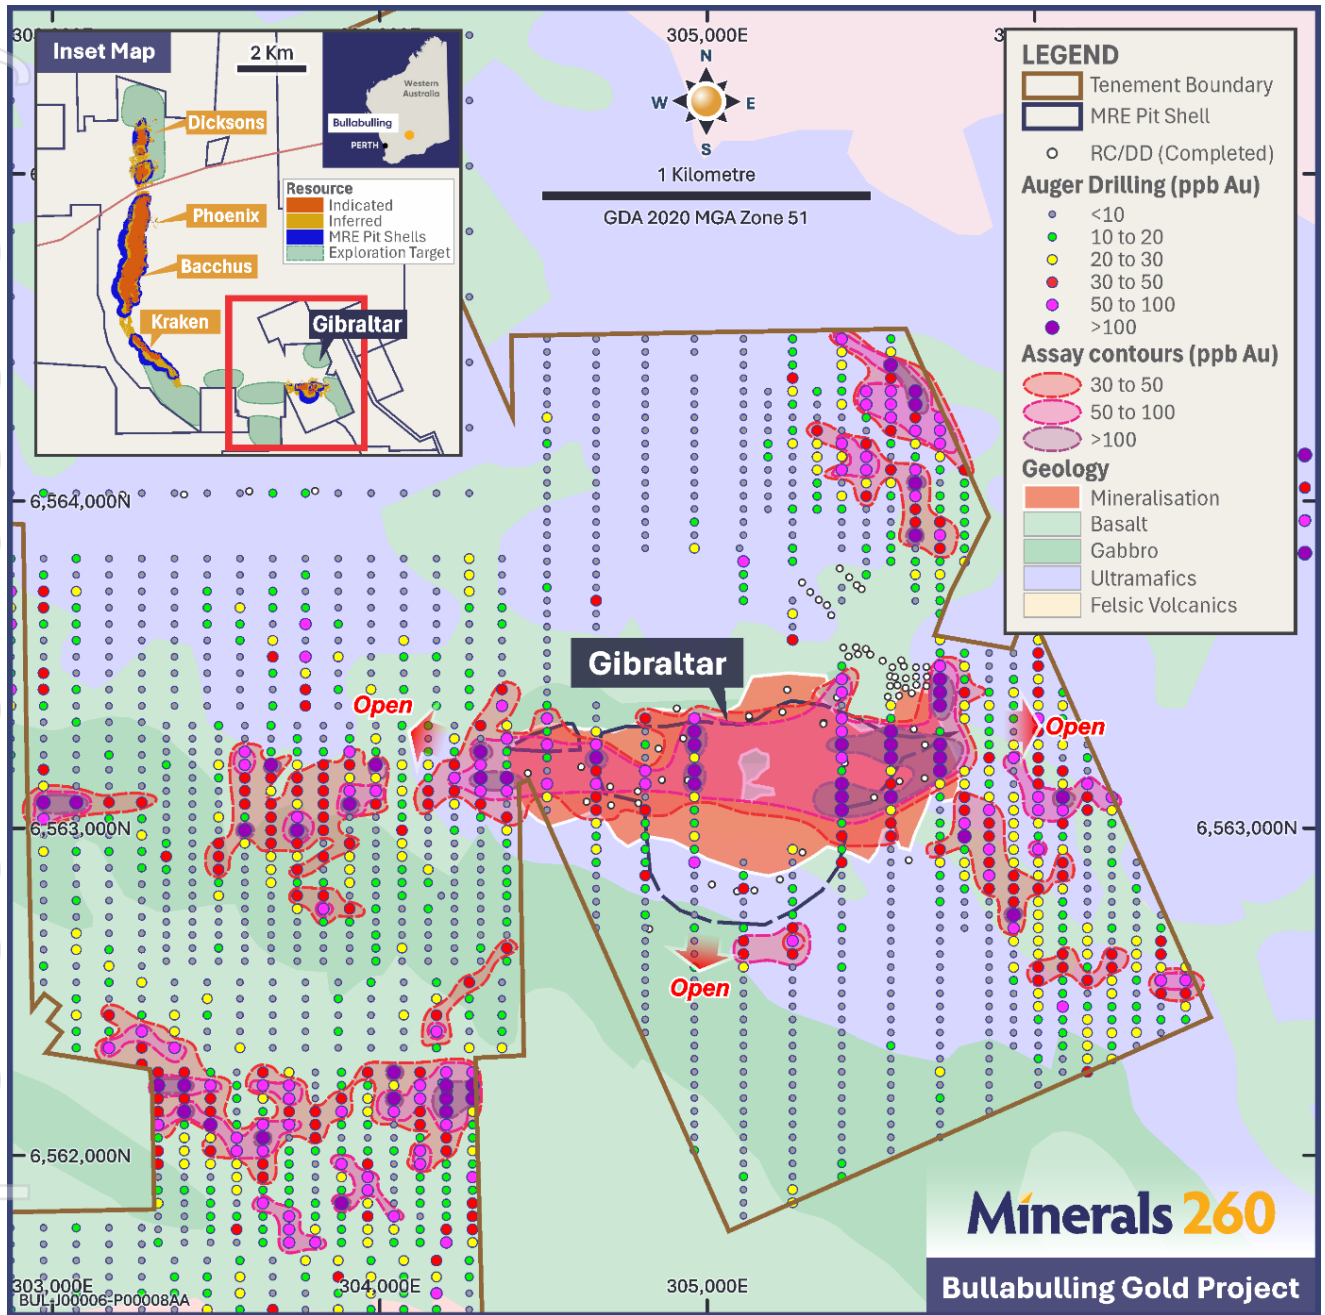 305,000E
Inset Map
2 Km
Western
Australia
Bullabulling
PERTH
Dicksons
Phoenix
Bacchus
Kraken
Gibraltar
Resource
Indicated
Inferred
MRE Pit Shells
Exploration Target
N
W
E
S
1 Kilometre
GDA 2020 MGA Zone 51
LEGEND
Tenement Boundary
MRE Pit Shell
RC/DD (Completed)
Auger Drilling (ppb Au)
<10
10 to 20
20 to 30
30 to 50
50 to 100
>100
Assay contours (ppb Au)
30 to 50
50 to 100
>100
Geology
Mineralisation
Basalt
Gabbro
Ultramafics
Felsic Volcanics
6,564,000N
Gibraltar
Open
Open
6,563,000N
6,563,000N
Open
6,562,000N
303,000E
304,000E
305,000E
BUL-J00006-P00008AA
Minerals 260
Bullabulling Gold Project